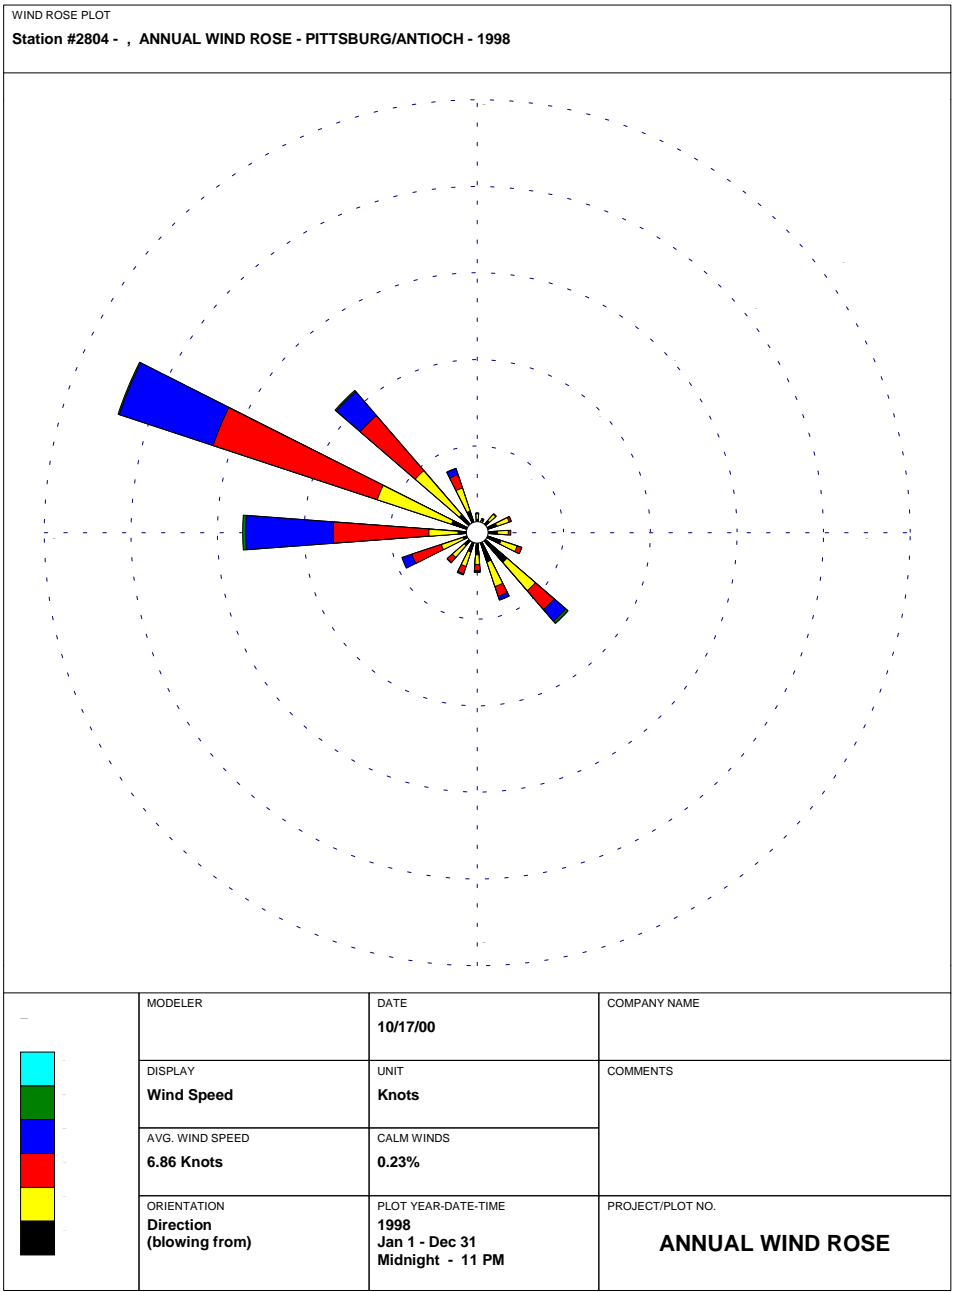 WIND ROSE PLOT
Station #2804 - , ANNUAL WIND ROSE - PITTSBURG/ANTIOCH - 1998
MODELER
DATE
10/17/00
COMPANY NAME
DISPLAY
Wind Speed
UNIT
Knots
COMMENTS
AVG. WIND SPEED
6.86 Knots
CALM WINDS
0.23%
ORIENTATION
Direction
(blowing from)
PLOT YEAR-DATE-TIME
1998
Jan 1 - Dec 31
Midnight - 11 PM
PROJECT/PLOT NO.
ANNUAL WIND ROSE